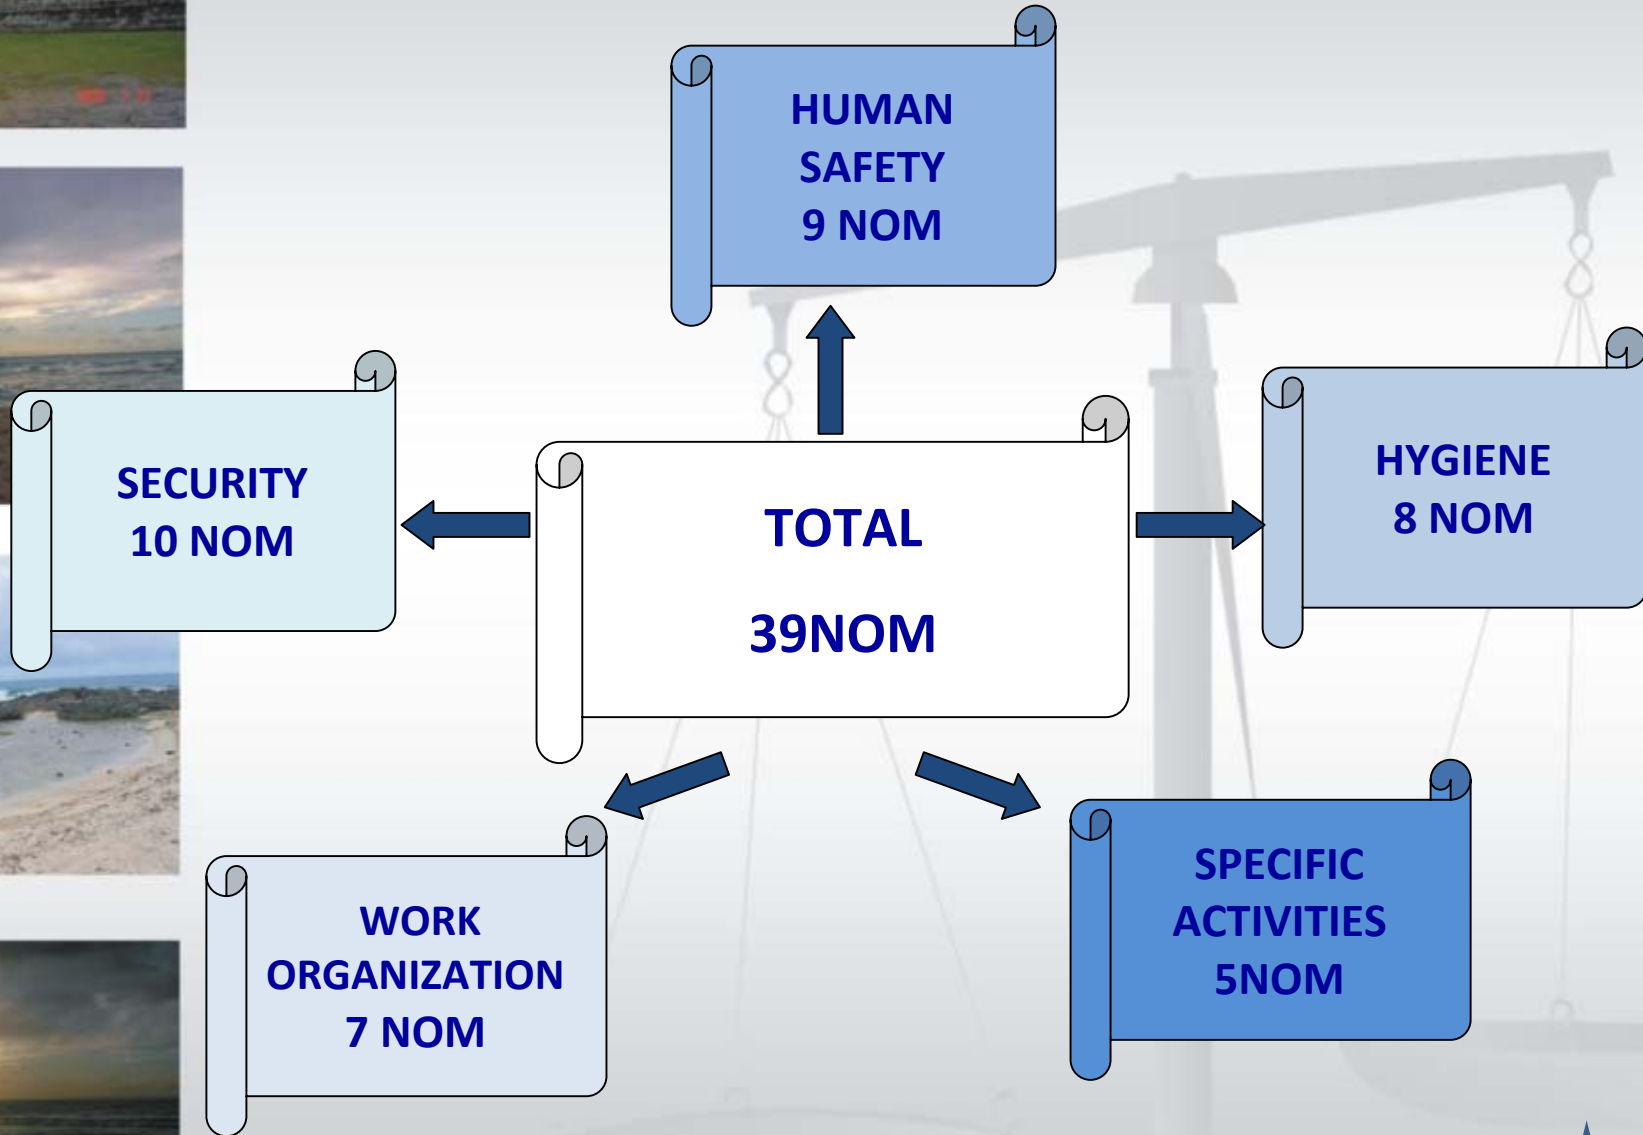 HUMAN
SAFETY
9 NOM
SECURITY
10 NOM
TOTAL
39NOM
HYGIENE
8 NOM
WORK
ORGANIZATION
7 NOM
SPECIFIC
ACTIVITIES
5NOM